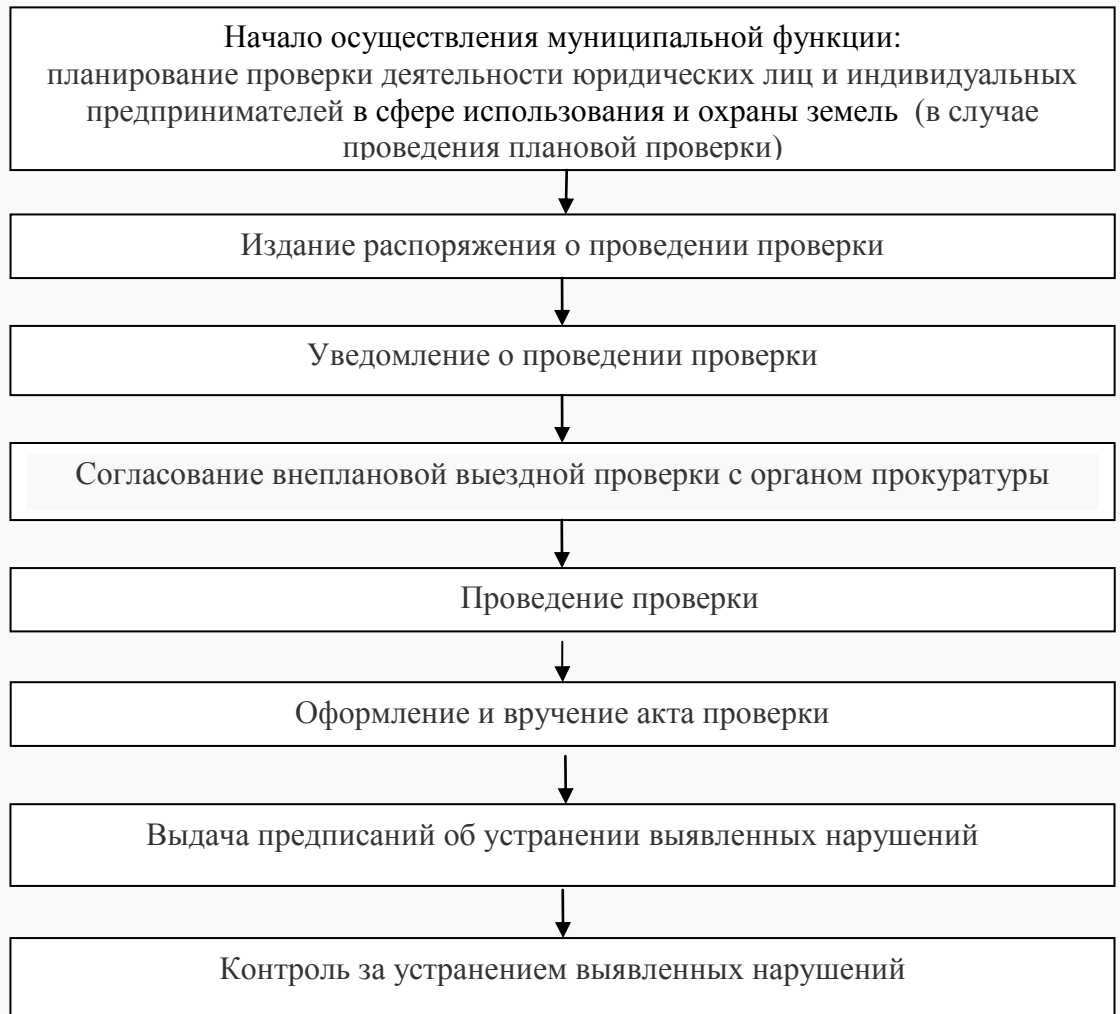 Начало осуществления муниципальной функции:
планирование проверки деятельности юридических лиц и индивидуальных
предпринимателей в сфере использования и охраны земель (в случае
проведения плановой проверки)
Издание распоряжения о проведении проверки
Уведомление о проведении проверки
Согласование внеплановой выездной проверки с органом прокуратуры
Проведение проверки
Оформление и вручение акта проверки
Выдача предписаний об устранении выявленных нарушений
Контроль за устранением выявленных нарушений